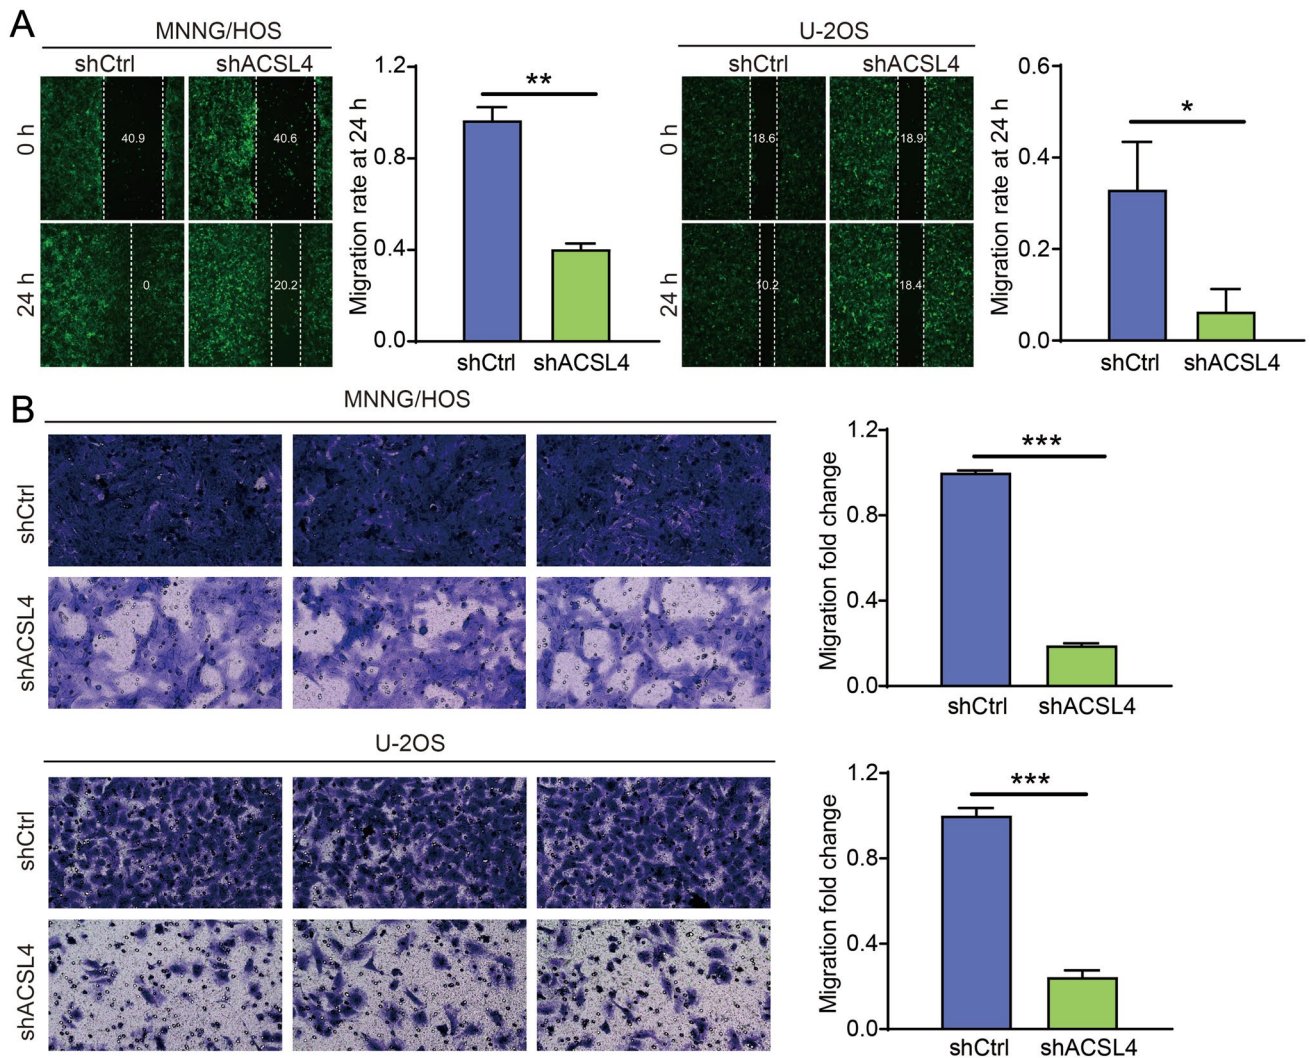 A
MNNG/HOS
shCtrl shACSL4
0 h
40.9
40.6
24 h
0
20.2
Migration rate at 24 h
1.2
0.8
0.4
0.0
**
shCtrl shACSL4
U-2OS
shCtrl shACSL4
0 h
18.6
18.9
24 h
10.2
18.4
Migration rate at 24 h
0.6
0.4
0.2
0.0
*
shCtrl shACSL4
B
MNNG/HOS
shCtrl
shACSL4
Migration fold change
1.2
0.8
0.4
0.0
***
shCtrl shACSL4
U-2OS
shCtrl
shACSL4
Migration fold change
1.2
0.8
0.4
0.0
***
shCtrl shACSL4